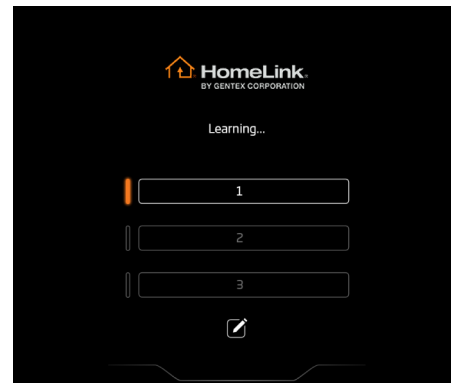 HomeLink.
BY GENTEX CORPORATION
Learning...
1
2
3